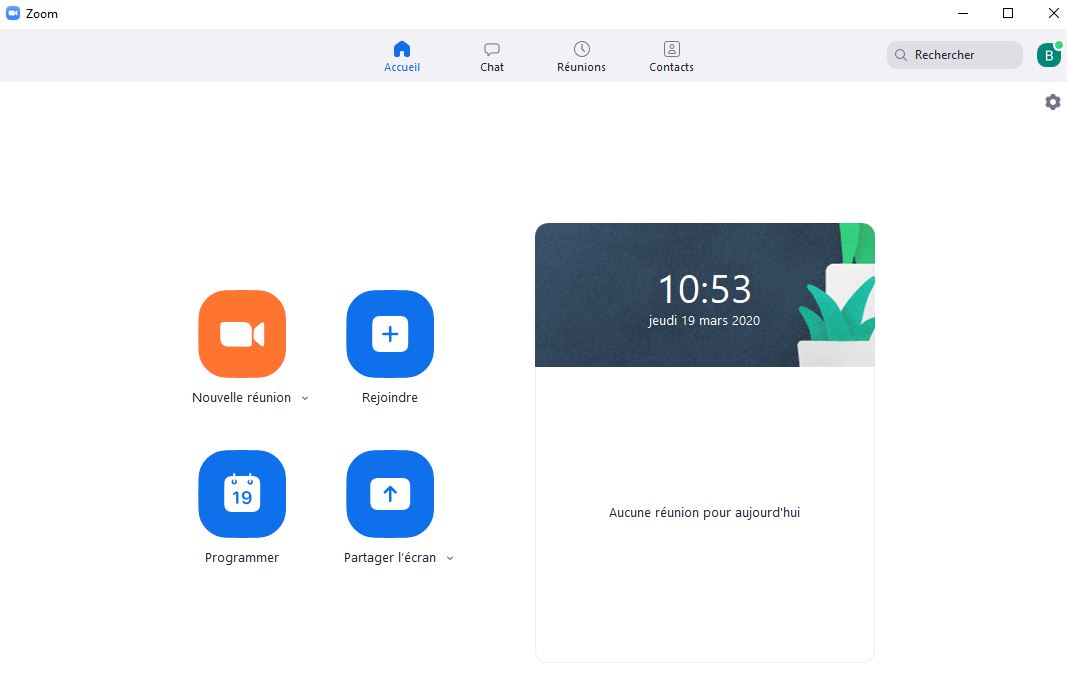 Zoom
Accueil
Chat
Réunions
Contacts
Rechercher
B
10:53
jeudi 19 mars 2020
Nouvelle réunion
Rejoindre
19
Programmer
Partager l'écran
Aucune réunion pour aujourd'hui